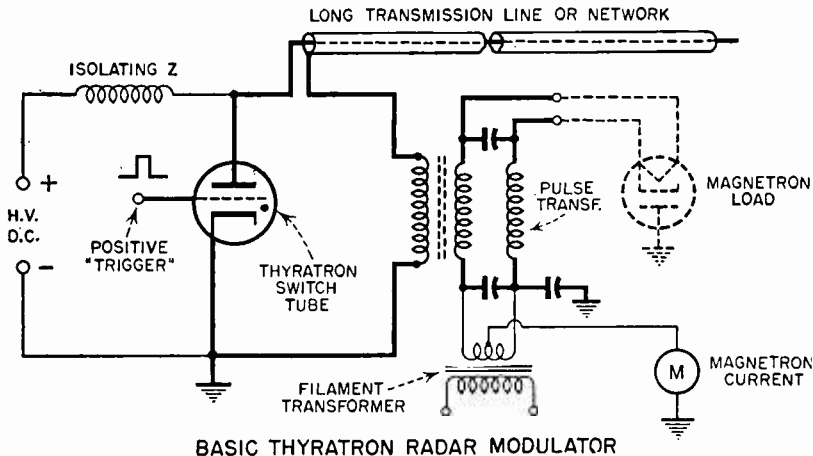 LONG TRANSMISSION LINE OR NETWORK
ISOLATING Z
+
H.V.
D.C.
−
POSITIVE
"TRIGGER"
THYRATRON
SWITCH
TUBE
PULSE
TRANSF.
MAGNETRON
LOAD
FILAMENT
TRANSFORMER
M
MAGNETRON
CURRENT
BASIC THYRATRON RADAR MODULATOR